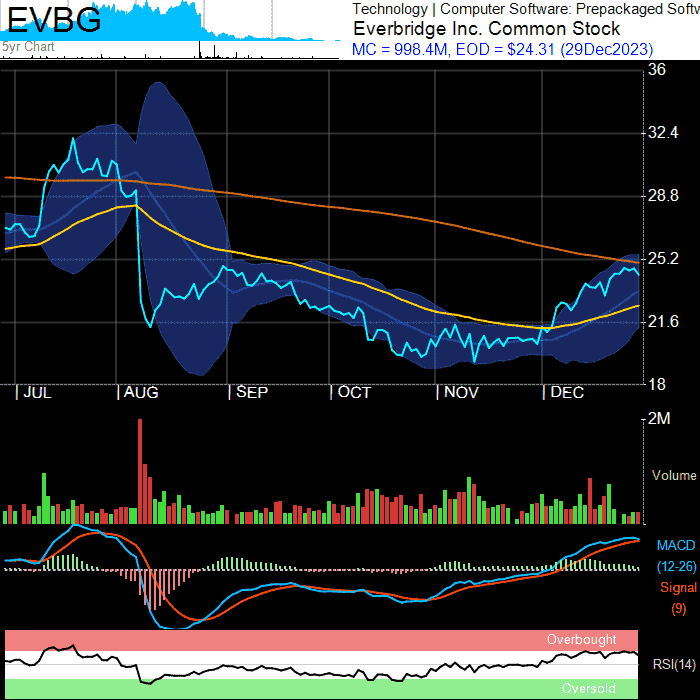 EVBG
5yr Chart
Technology | Computer Software: Prepackaged Softw
Everbridge Inc. Common Stock
MC = 998.4M, EOD = $24.31 (29Dec2023)
36
32.4
28.8
25.2
21.6
18
JUL AUG SEP OCT NOV DEC
2M
Volume
MACD
(12-26)
Signal
(9)
Overbought
RSI(14)
Oversold